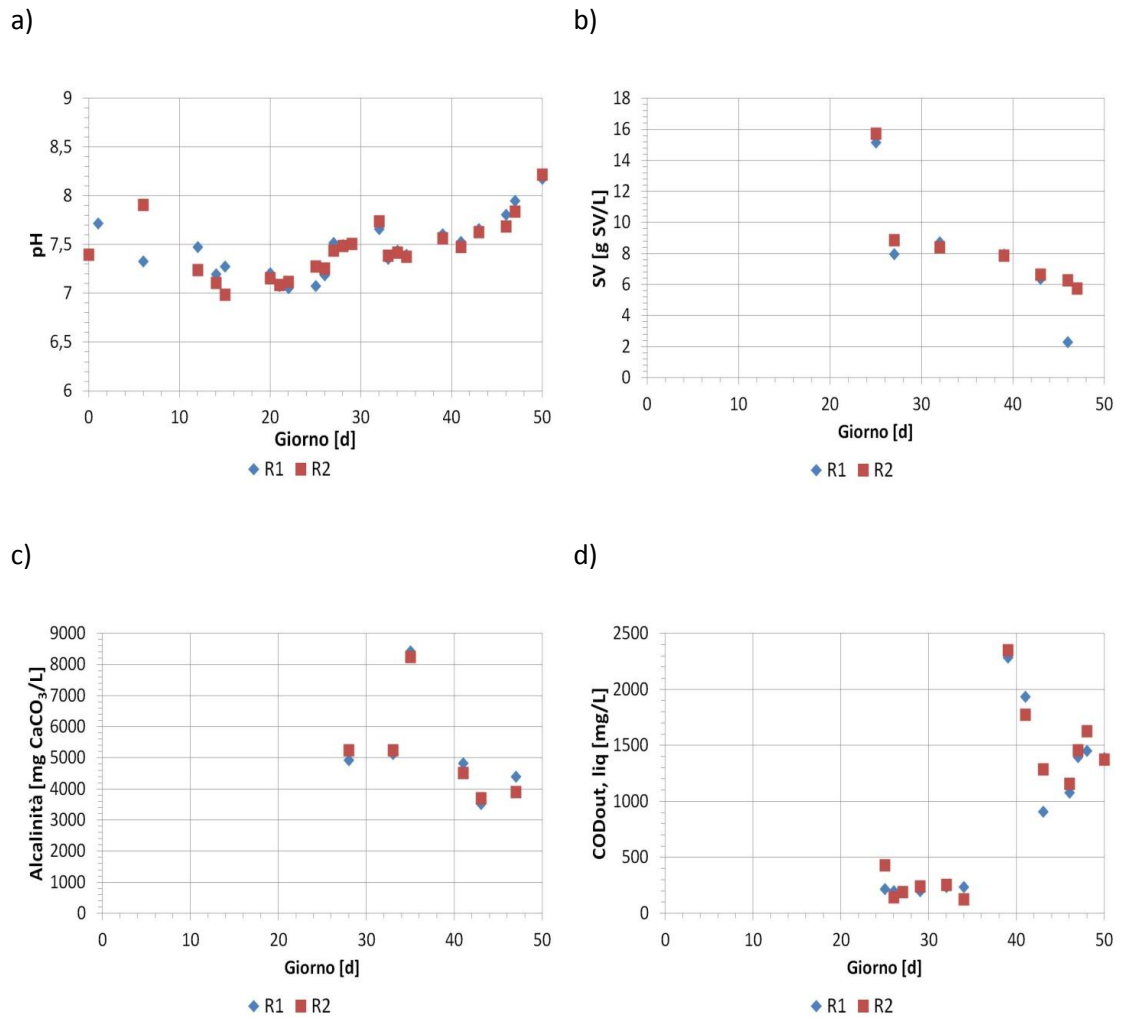 a)
b)
9
8,5
8
7,5
7
6,5
6
pH
0 10 20 30 40 50
Giorno [d]
R1 R2
18
16
14
12
10
8
6
4
2
0
SV [g SV/L]
0 10 20 30 40 50
Giorno [d]
R1 R2
c)
d)
9000
8000
7000
6000
5000
4000
3000
2000
1000
0
Alcalinità [mg CaCO₃/L]
0 10 20 30 40 50
Giorno [d]
R1 R2
2500
2000
1500
1000
500
0
CODout, liq [mg/L]
0 10 20 30 40 50
Giorno [d]
R1 R2